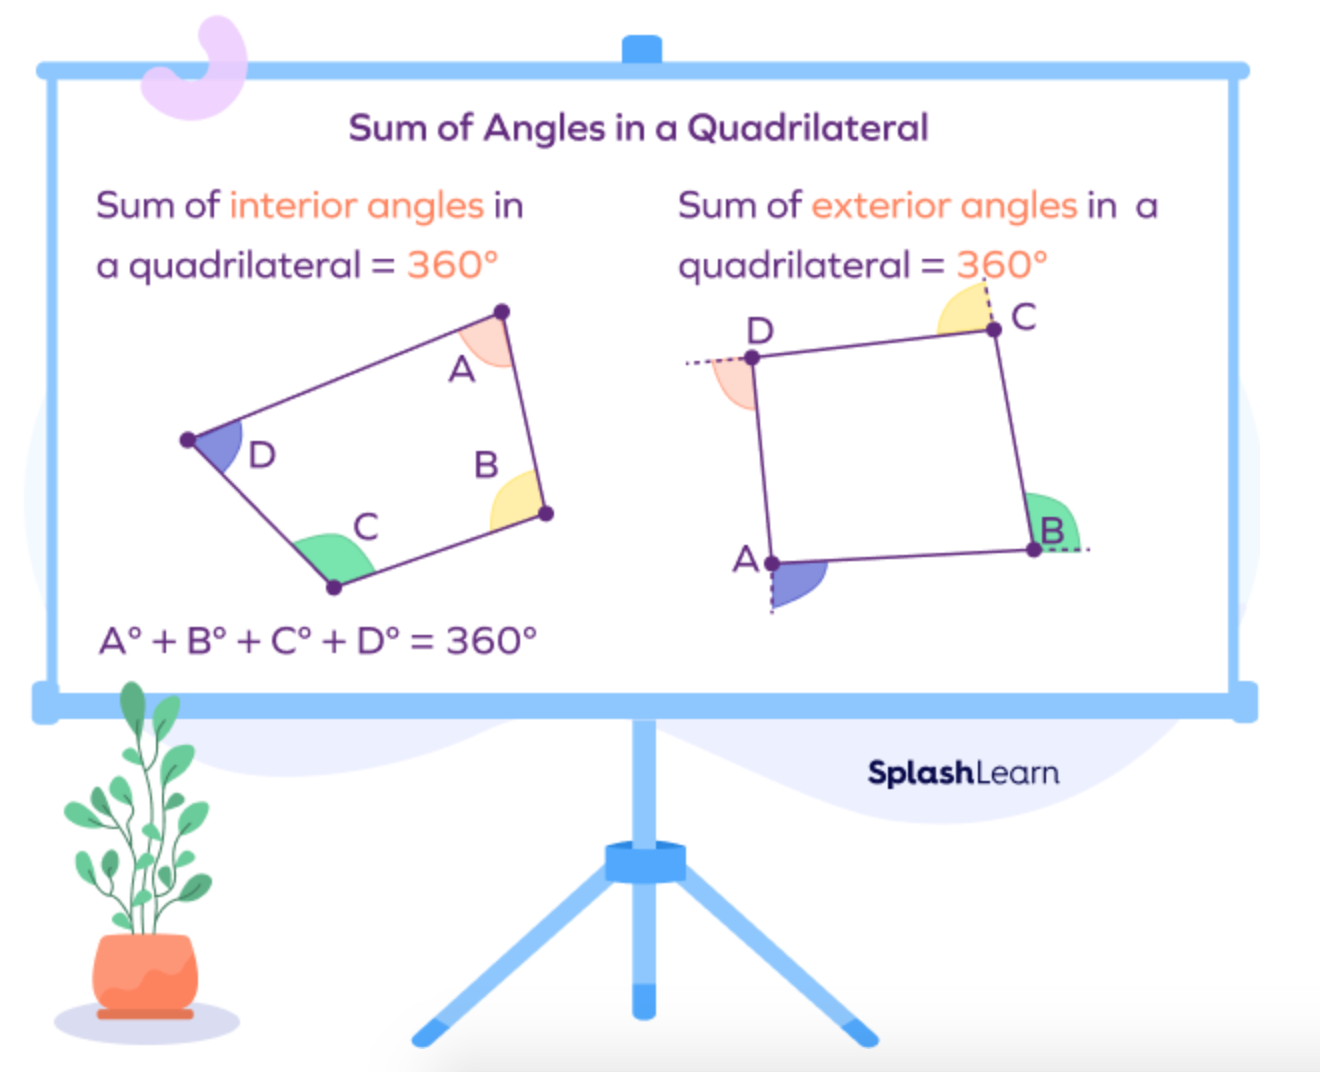 Sum of Angles in a Quadrilateral
Sum of interior angles in
a quadrilateral = 360°
A
D
B
C
A° + B° + C° + D° = 360°
Sum of exterior angles in a
quadrilateral = 360°
D
C
A
B
SplashLearn